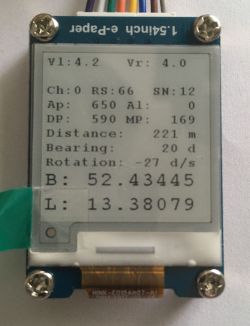 1.54inch e-Paper
Vl:4.2 Vr: 4.0
Ch:0 RS:66 SN:12
Ap: 650 Al: 0
DP: 590 MP: 169
Distance: 221 m
Bearing: 20 d
Rotation: -27 d/s
B: 52.43445
L: 13.38079